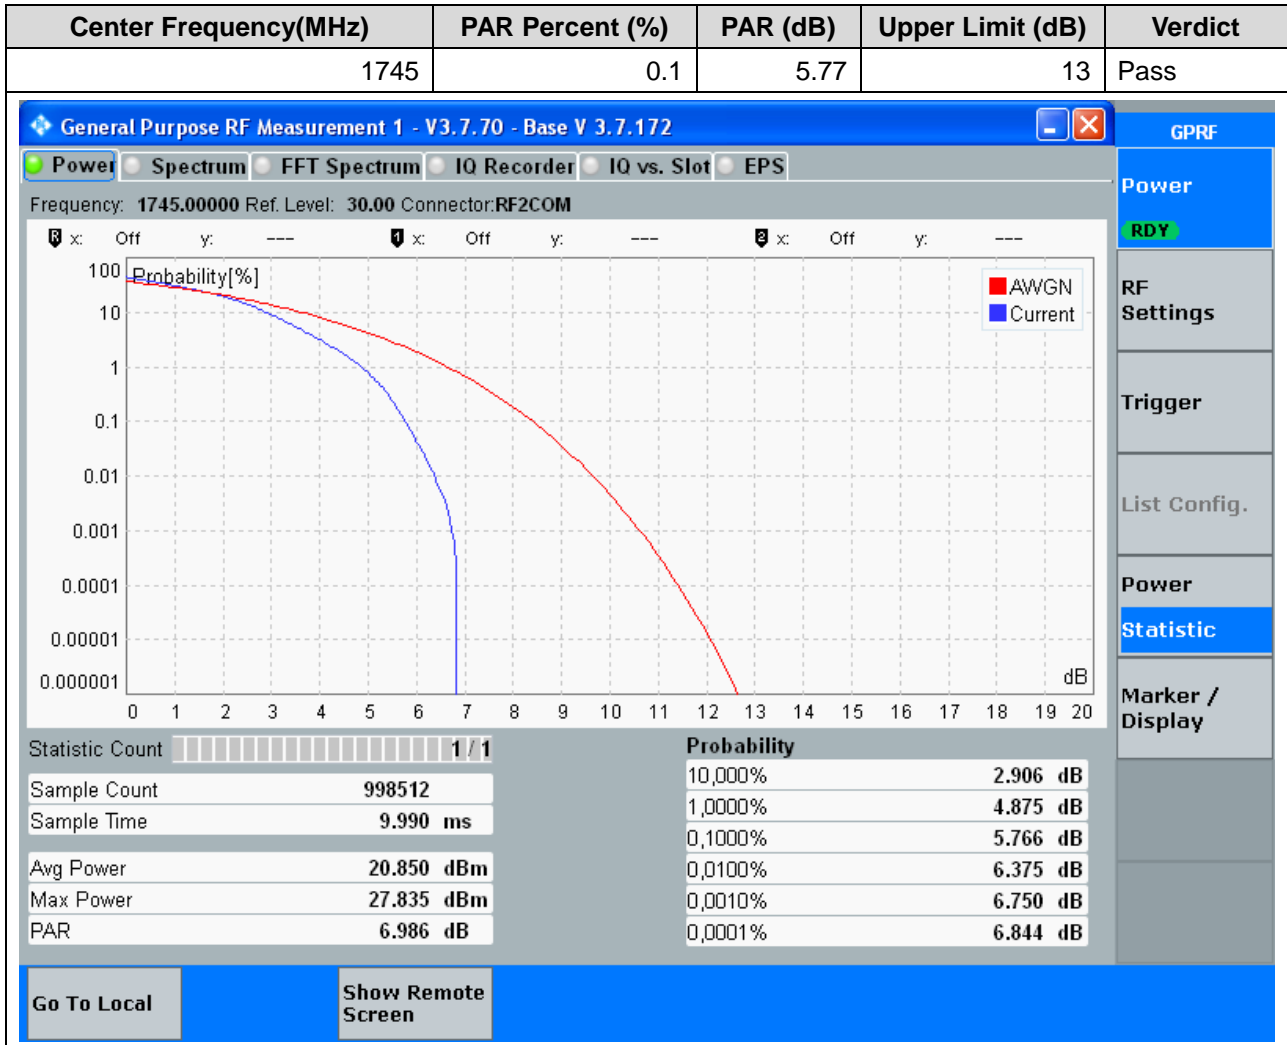 Center Frequency(MHz) PAR Percent (%) PAR (dB) Upper Limit (dB) Verdict
1745 0.1 5.77 13 Pass
General Purpose RF Measurement 1 - V3.7.70 - Base V 3.7.172
GPRF
Power Spectrum FFT Spectrum IQ Recorder IQ vs. Slot EPS
Frequency: 1745.00000 Ref. Level: 30.00 Connector:RF2COM
R x: Off y: --- 1 x: Off y: --- 2 x: Off y: ---
Probability[%]
AWGN
Current
100
10
1
0.1
0.01
0.001
0.0001
0.00001
0.000001
dB
0 1 2 3 4 5 6 7 8 9 10 11 12 13 14 15 16 17 18 19 20
Statistic Count 1 / 1
Sample Count 998512
Sample Time 9.990 ms
Avg Power 20.850 dBm
Max Power 27.835 dBm
PAR 6.986 dB
Probability
10,000% 2.906 dB
1,0000% 4.875 dB
0,1000% 5.766 dB
0,0100% 6.375 dB
0,0010% 6.750 dB
0,0001% 6.844 dB
Power
RDY
RF
Settings
Trigger
List Config.
Power
Statistic
Marker /
Display
Go To Local
Show Remote
Screen